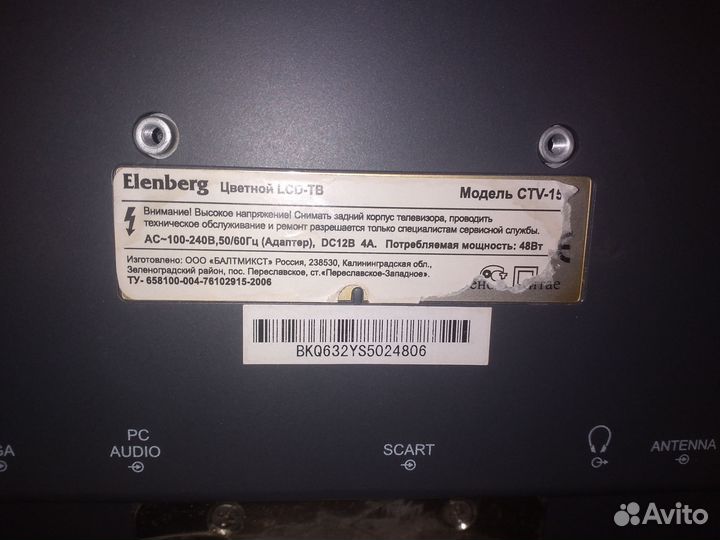 Elenberg Цветной LCD-ТВ Модель CTV-15
Внимание! Высокое напряжение! Снимать задний корпус телевизора, проводить
техническое обслуживание и ремонт разрешается только специалистам сервисной службы.
AC~100-240В,50/60Гц (Адаптер), DC12В 4А. Потребляемая мощность: 48Вт
Изготовлено: ООО «БАЛТМИКСТ» Россия, 238530, Калининградская обл.,
Зеленоградский район, пос. Переславское, ст.«Переславское-Западное».
ТУ- 658100-004-76102915-2006
BKQ632YS5024806
PC
AUDIO
SCART
ANTENNA
Avito